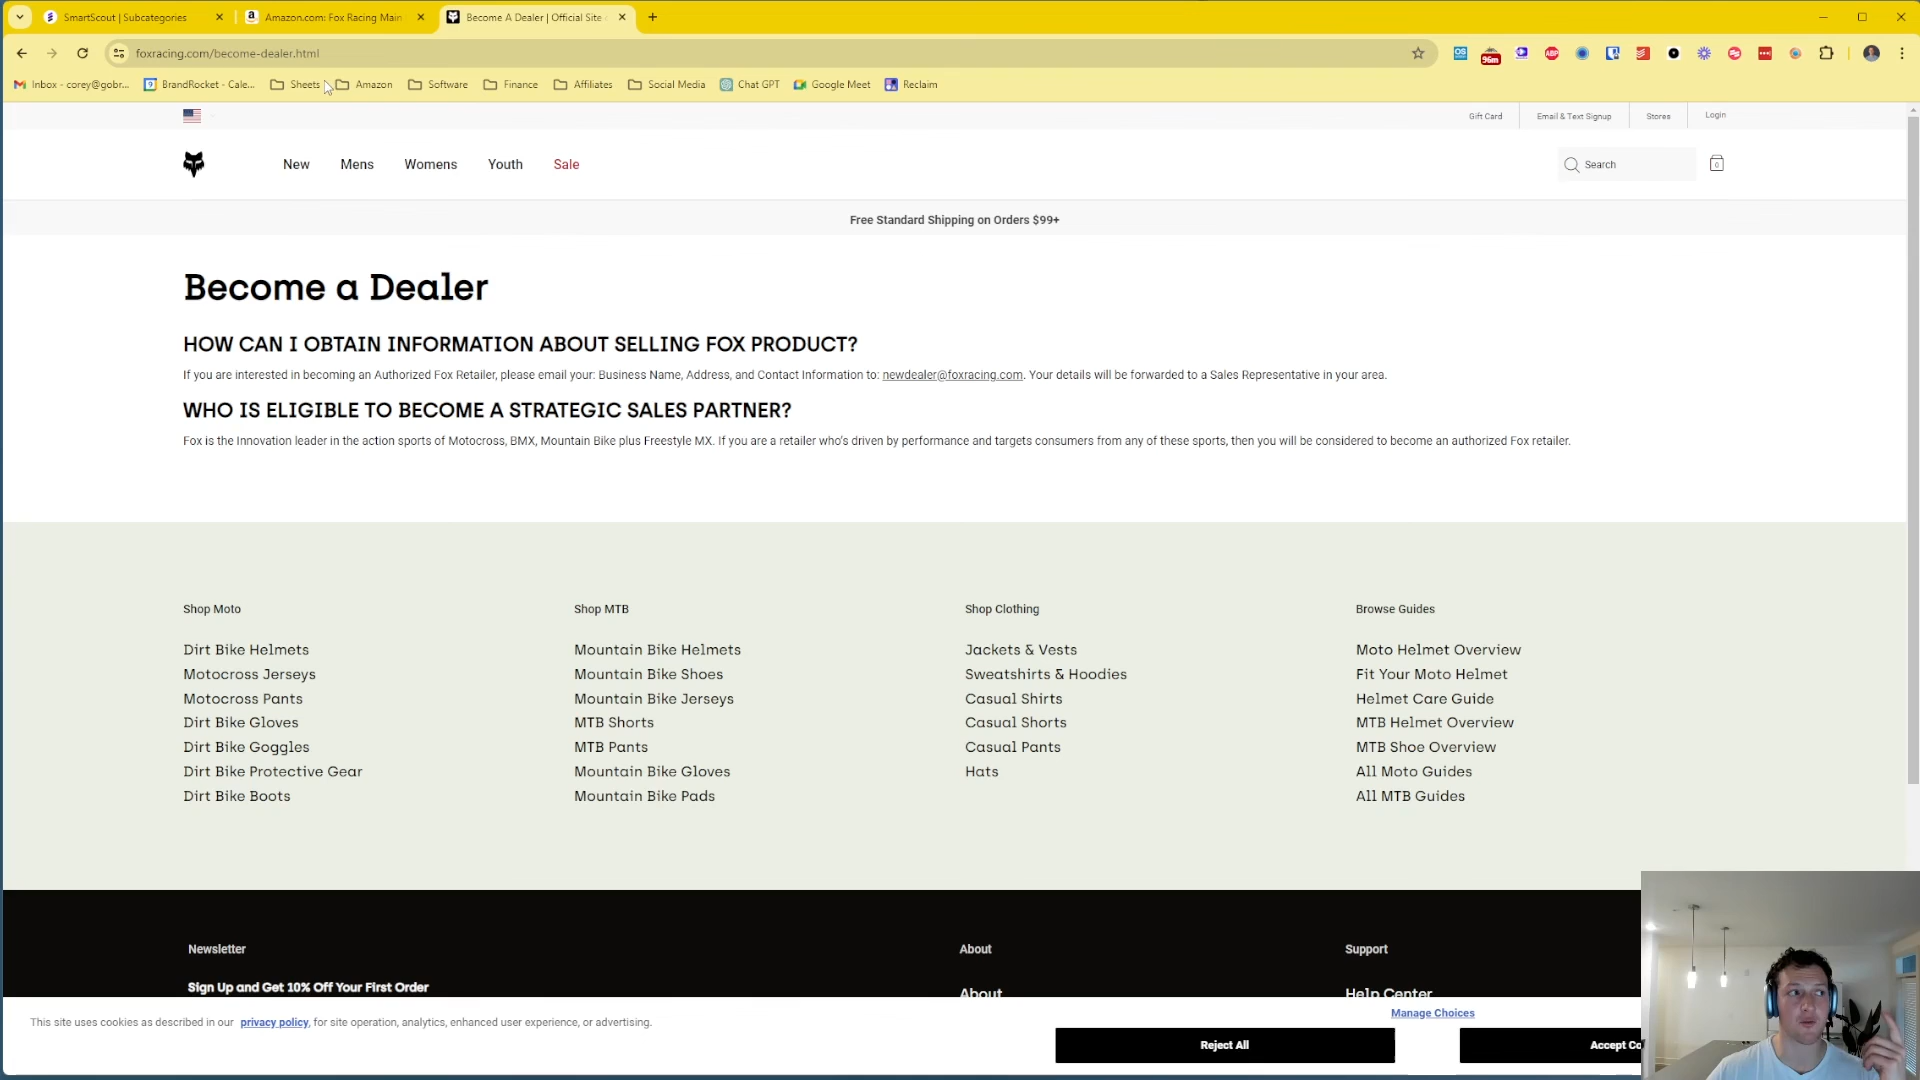 SmartScout | Subcategories
Amazon.com: Fox Racing Main
Become A Dealer | Official Site
foxracing.com/become-dealer.html
96m
ABP
Inbox - corey@gobr...
BrandRocket - Cale...
Sheets
Amazon
Software
Finance
Affiliates
Social Media
Chat GPT
Google Meet
Reclaim
Gift Card
Email & Text Signup
Stores
Login
New
Mens
Womens
Youth
Sale
Search
0
Free Standard Shipping on Orders $99+
Become a Dealer
HOW CAN I OBTAIN INFORMATION ABOUT SELLING FOX PRODUCT?
If you are interested in becoming an Authorized Fox Retailer, please email your: Business Name, Address, and Contact Information to: newdealer@foxracing.com. Your details will be forwarded to a Sales Representative in your area.
WHO IS ELIGIBLE TO BECOME A STRATEGIC SALES PARTNER?
Fox is the Innovation leader in the action sports of Motocross, BMX, Mountain Bike plus Freestyle MX. If you are a retailer who's driven by performance and targets consumers from any of these sports, then you will be considered to become an authorized Fox retailer.
Shop Moto
Dirt Bike Helmets
Motocross Jerseys
Motocross Pants
Dirt Bike Gloves
Dirt Bike Goggles
Dirt Bike Protective Gear
Dirt Bike Boots
Shop MTB
Mountain Bike Helmets
Mountain Bike Shoes
Mountain Bike Jerseys
MTB Shorts
MTB Pants
Mountain Bike Gloves
Mountain Bike Pads
Shop Clothing
Jackets & Vests
Sweatshirts & Hoodies
Casual Shirts
Casual Shorts
Casual Pants
Hats
Browse Guides
Moto Helmet Overview
Fit Your Moto Helmet
Helmet Care Guide
MTB Helmet Overview
MTB Shoe Overview
All Moto Guides
All MTB Guides
Newsletter
Sign Up and Get 10% Off Your First Order
About
About
Support
Help Center
This site uses cookies as described in our privacy policy, for site operation, analytics, enhanced user experience, or advertising.
Manage Choices
Reject All
Accept Co